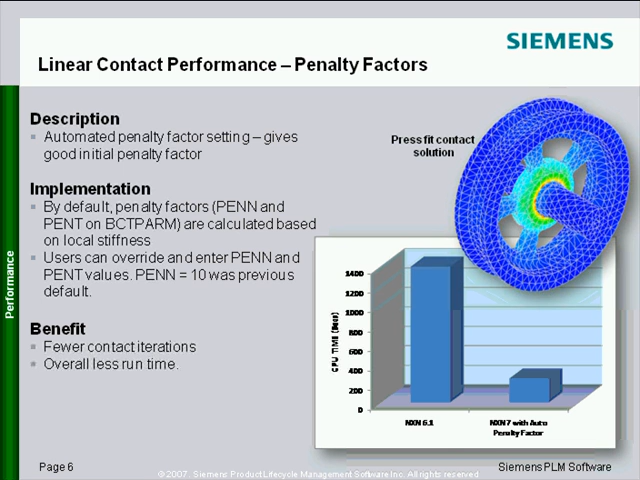 SIEMENS
Linear Contact Performance – Penalty Factors
Description
Automated penalty factor setting – gives
good initial penalty factor
Implementation
By default, penalty factors (PENN and
PENT on BCTPARM) are calculated based
on local stiffness
Users can override and enter PENN and
PENT values. PENN = 10 was previous
default.
Benefit
Fewer contact iterations
Overall less run time.
Performance
Press fit contact
solution
1400
1200
1000
800
600
400
200
0
CPU TIME (Secs)
NXN 6.1
NXN7 with Auto
Penalty Factor
Page 6
© 2007. Siemens Product Lifecycle Management Software Inc. All rights reserved
Siemens PLM Software